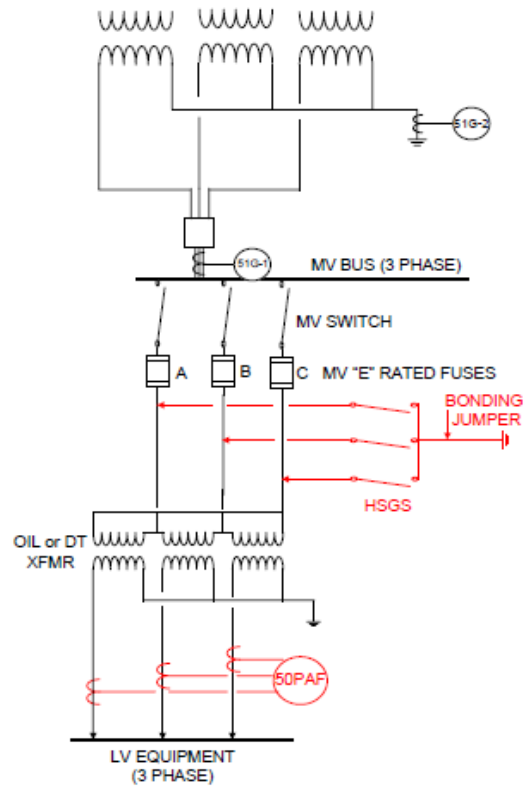 51G-2
51G-1
MV BUS (3 PHASE)
MV SWITCH
A
B
C
MV "E" RATED FUSES
BONDING
JUMPER
HSGS
OIL or DT
XFMR
50PAF
LV EQUIPMENT
(3 PHASE)